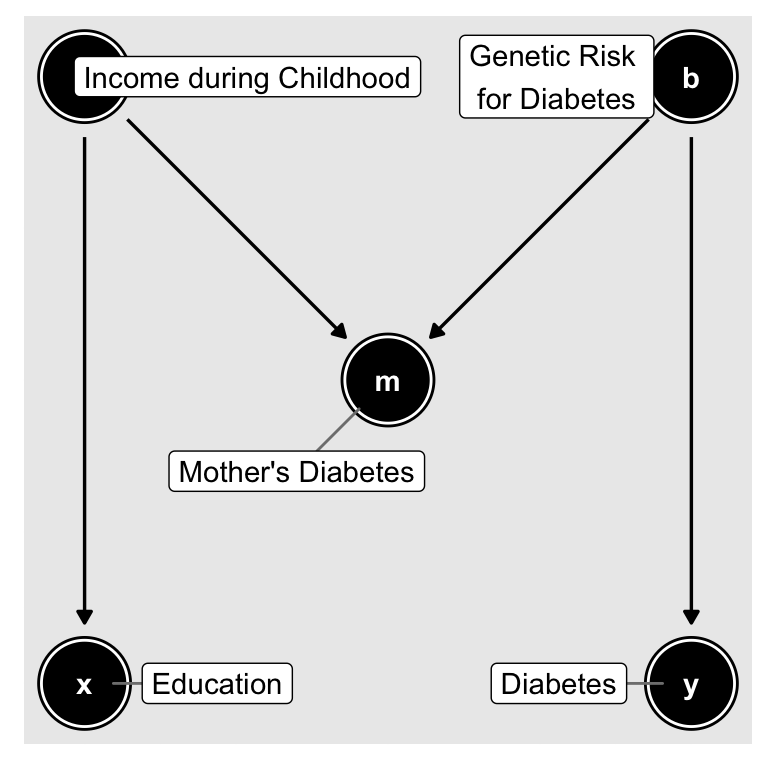 Income during Childhood
Genetic Risk
for Diabetes
b
m
Mother's Diabetes
x
Education
Diabetes
y